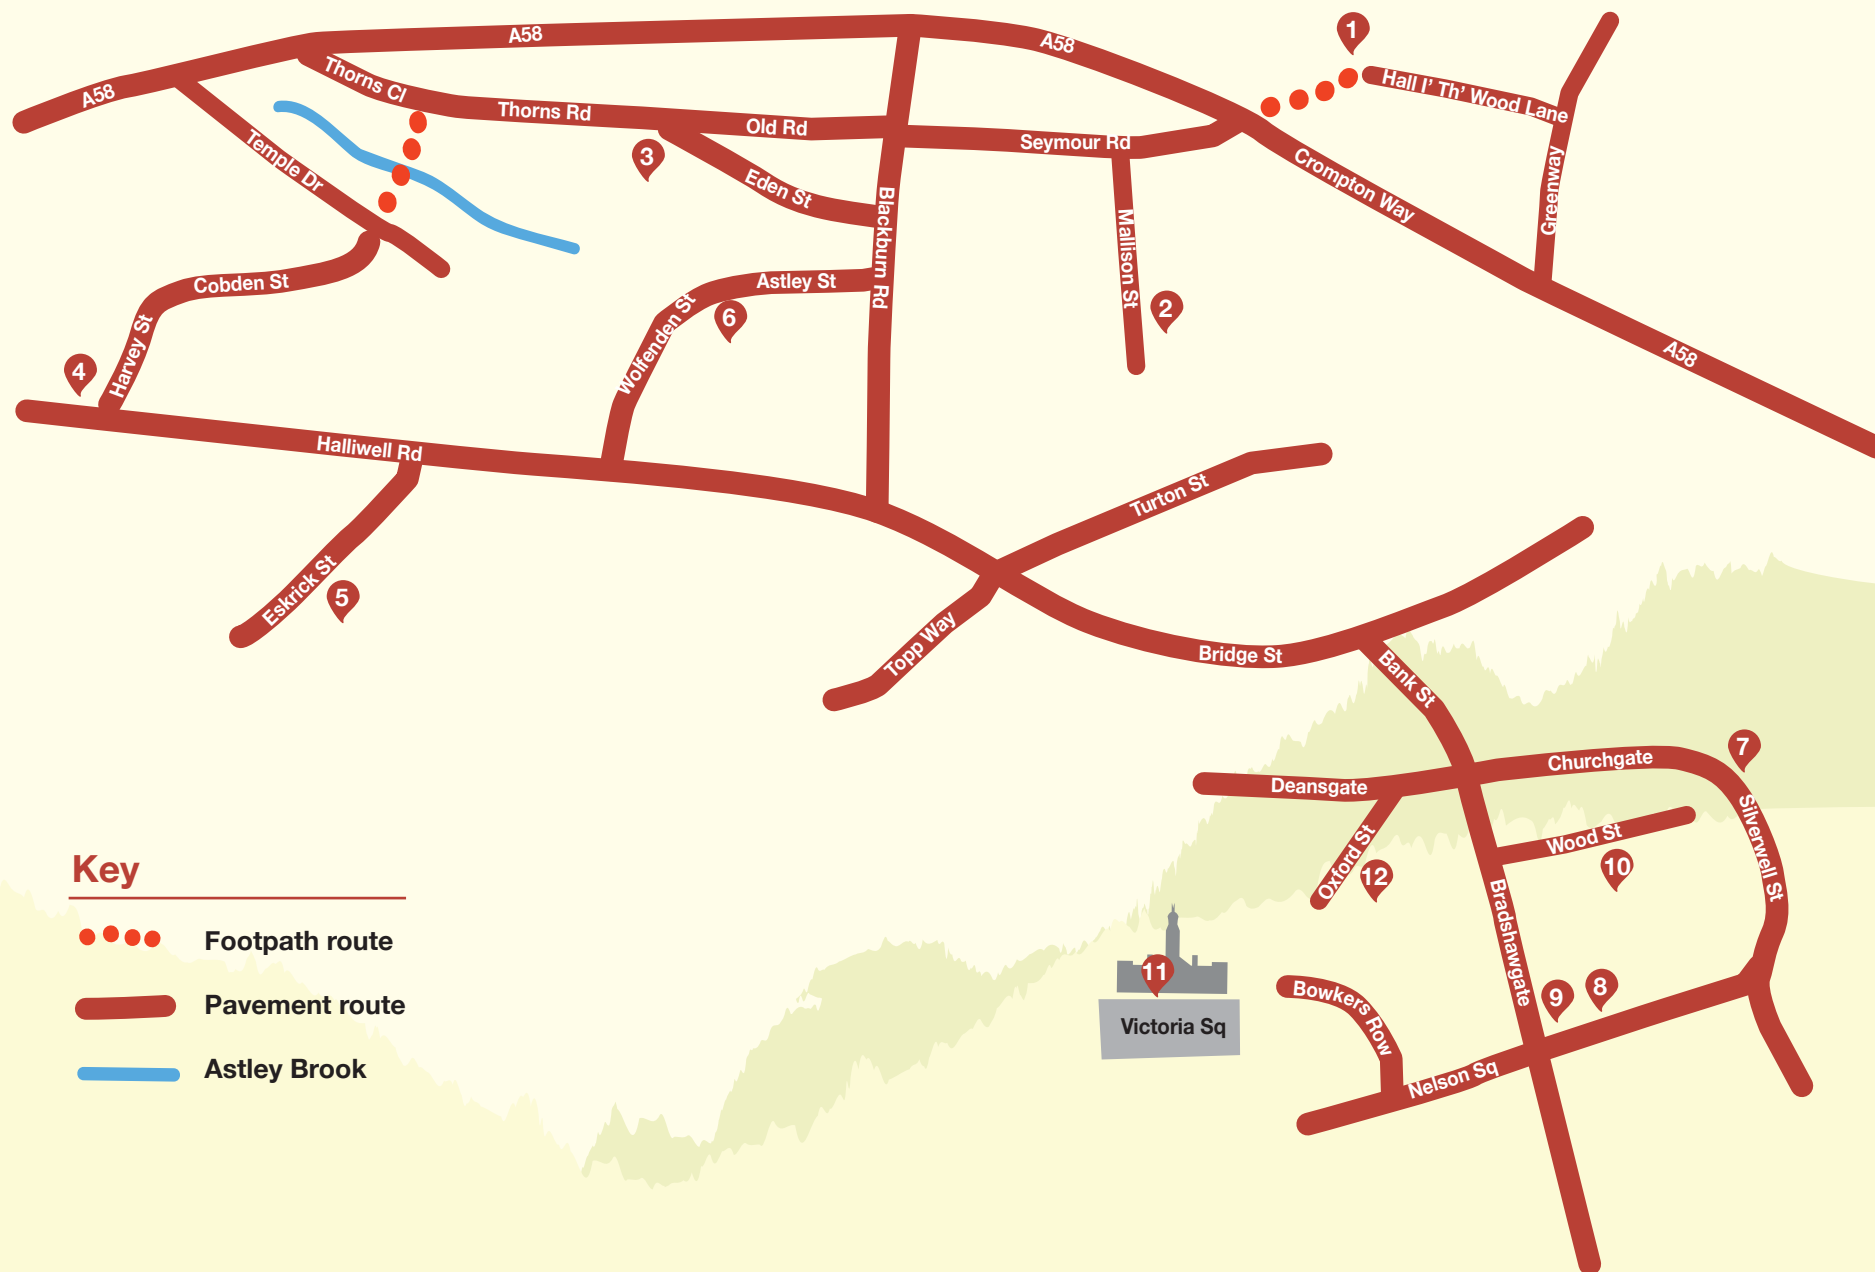 A58
A58
A58
1
Hall I' Th' Wood Lane
Thorns Cl
Thorns Rd
Old Rd
Seymour Rd
Crompton Way
Greenway
Temple Dr
3
Eden St
Blackburn Rd
Mallison St
2
Cobden St
Astley St
Harvey St
Wolfenden St
6
4
A58
Halliwell Rd
Turton St
Eskrick St
5
Topp Way
Bridge St
Bank St
7
Deansgate
Churchgate
Silverwell St
Wood St
10
Oxford St
12
Bradshawgate
11
Victoria Sq
Bowkers Row
9
8
Nelson Sq
Key
Footpath route
Pavement route
Astley Brook